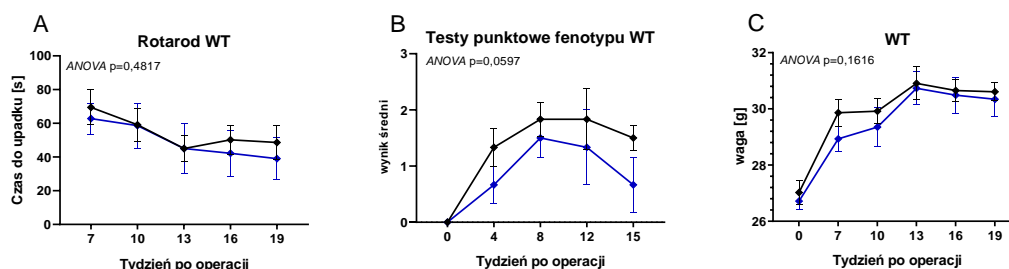 A
Rotarod WT
ANOVA p=0,4817
Czas do upadku [s]
100
80
60
40
20
0
7 10 13 16 19
Tydzień po operacji
B
Testy punktowe fenotypu WT
ANOVA p=0,0597
wynik średni
3
2
1
0
0 4 8 12 15
Tydzień po operacji
C
WT
ANOVA p=0,1616
waga [g]
32
30
28
26
0 7 10 13 16 19
Tydzień po operacji